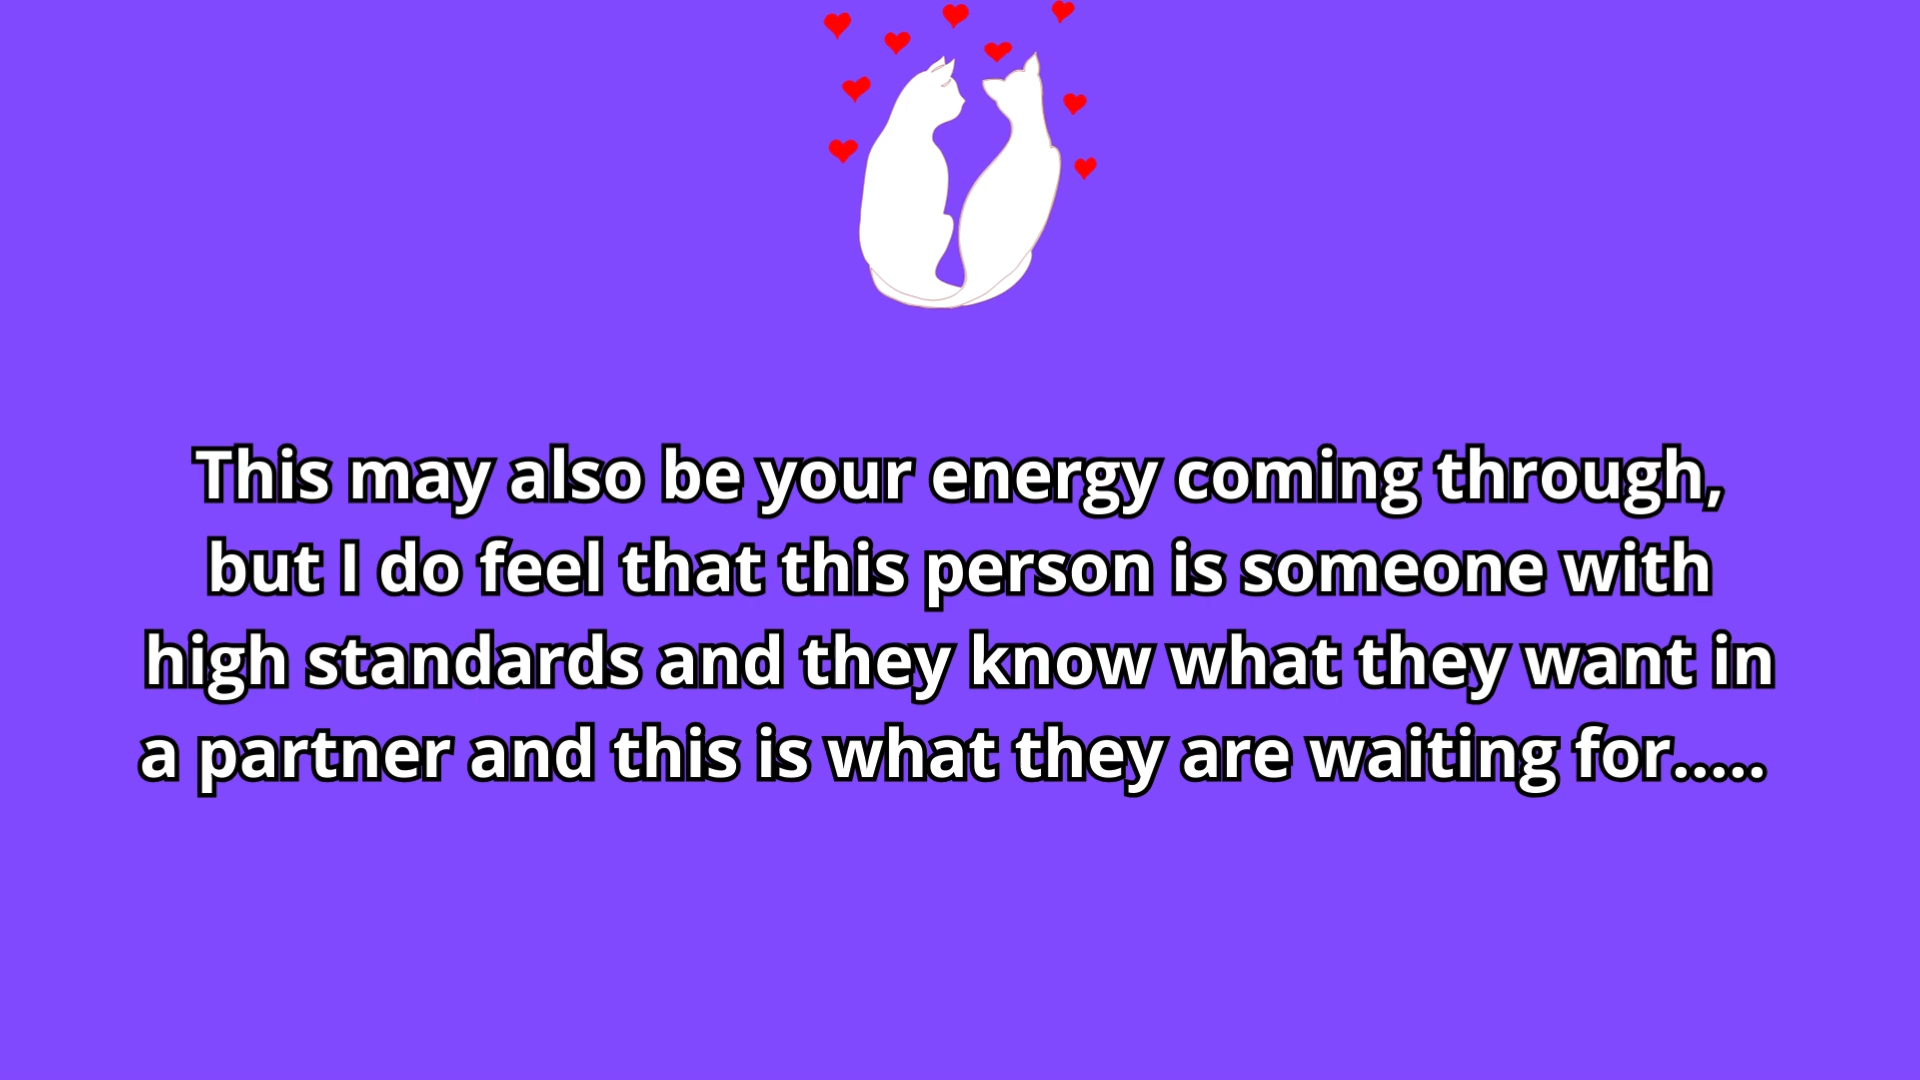 This may also be your energy coming through,
but I do feel that this person is someone with
high standards and they know what they want in
a partner and this is what they are waiting for.....